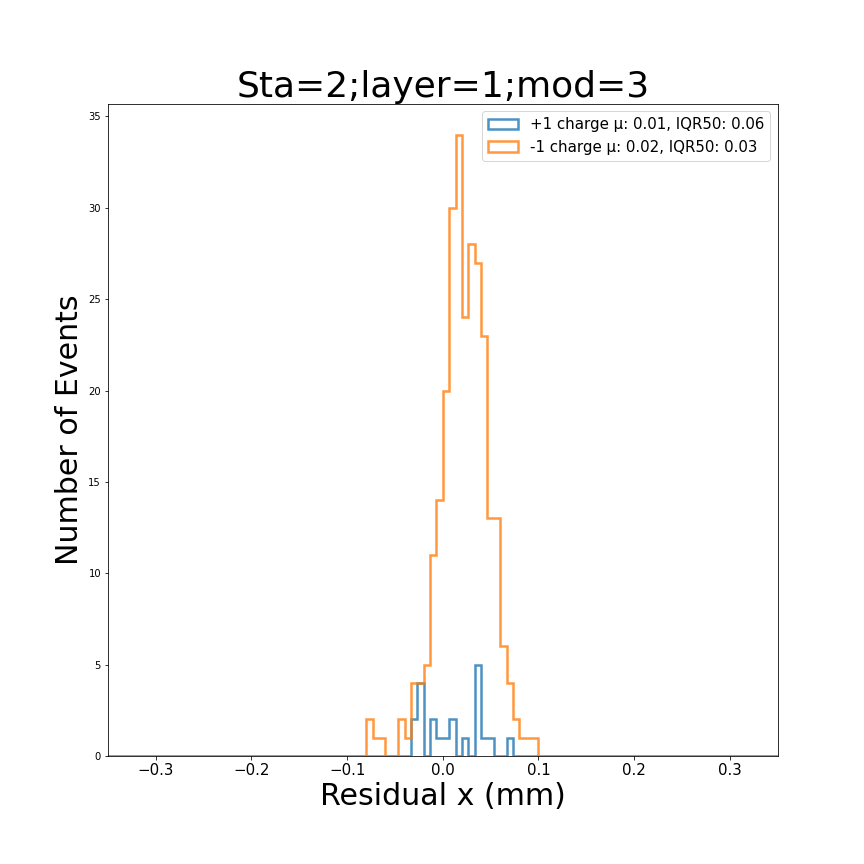 Sta=2;layer=1;mod=3
+1 charge µ: 0.01, IQR50: 0.06
-1 charge µ: 0.02, IQR50: 0.03
Number of Events
35
30
25
20
15
10
5
0
−0.3 −0.2 −0.1 0.0 0.1 0.2 0.3
Residual x (mm)